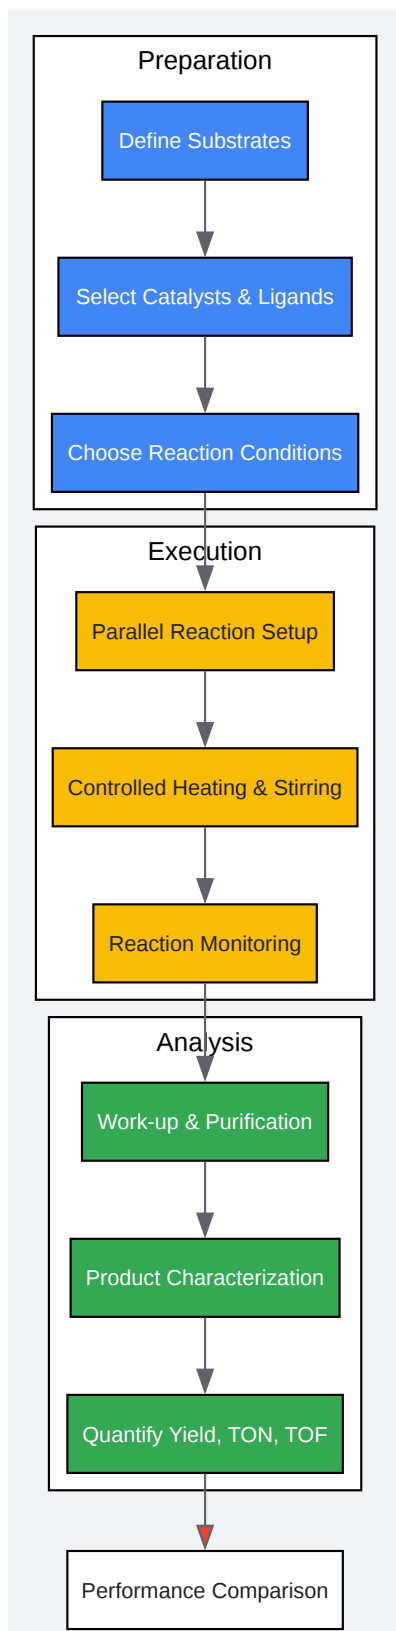 Preparation
Define Substrates
Select Catalysts & Ligands
Choose Reaction Conditions
Execution
Parallel Reaction Setup
Controlled Heating & Stirring
Reaction Monitoring
Analysis
Work-up & Purification
Product Characterization
Quantify Yield, TON, TOF
Performance Comparison